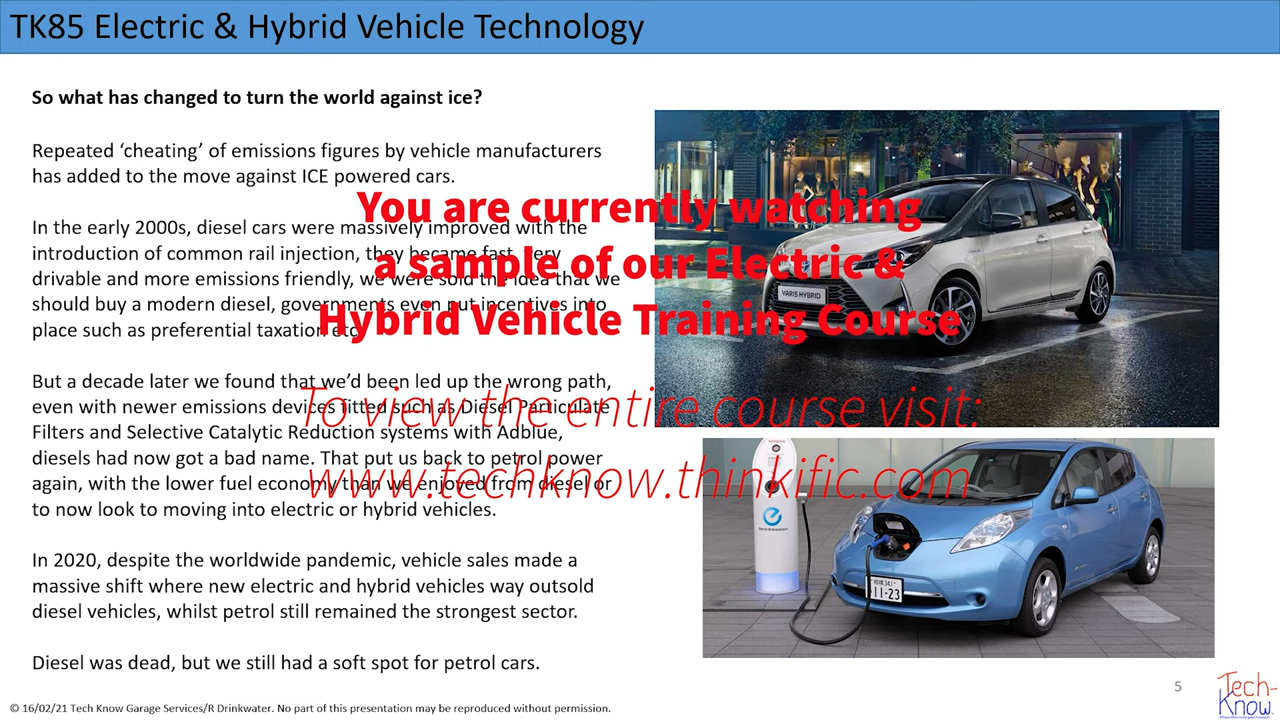 TK85 Electric & Hybrid Vehicle Technology
So what has changed to turn the world against ice?
Repeated ‘cheating’ of emissions figures by vehicle manufacturers
has added to the move against ICE powered cars.
In the early 2000s, diesel cars were massively improved with the
introduction of common rail injection, they became fast, very
drivable and more emissions friendly, we were sold the idea that we
should buy a modern diesel, governments even put incentives into
place such as preferential taxation etc
But a decade later we found that we’d been led up the wrong path,
even with newer emissions devices fitted such as Diesel Particulate
Filters and Selective Catalytic Reduction systems with Adblue,
diesels had now got a bad name. That put us back to petrol power
again, with the lower fuel economy than we enjoyed from diesel or
to now look to moving into electric or hybrid vehicles.
In 2020, despite the worldwide pandemic, vehicle sales made a
massive shift where new electric and hybrid vehicles way outsold
diesel vehicles, whilst petrol still remained the strongest sector.
Diesel was dead, but we still had a soft spot for petrol cars.
You are currently watching
a sample of our Electric &
Hybrid Vehicle Training Course
To view the entire course visit:
www.techknow.thinkific.com
YARIS HYBRID
Zero Emission
11-23
5
Tech-
Know.
© 16/02/21 Tech Know Garage Services/R Drinkwater. No part of this presentation may be reproduced without permission.